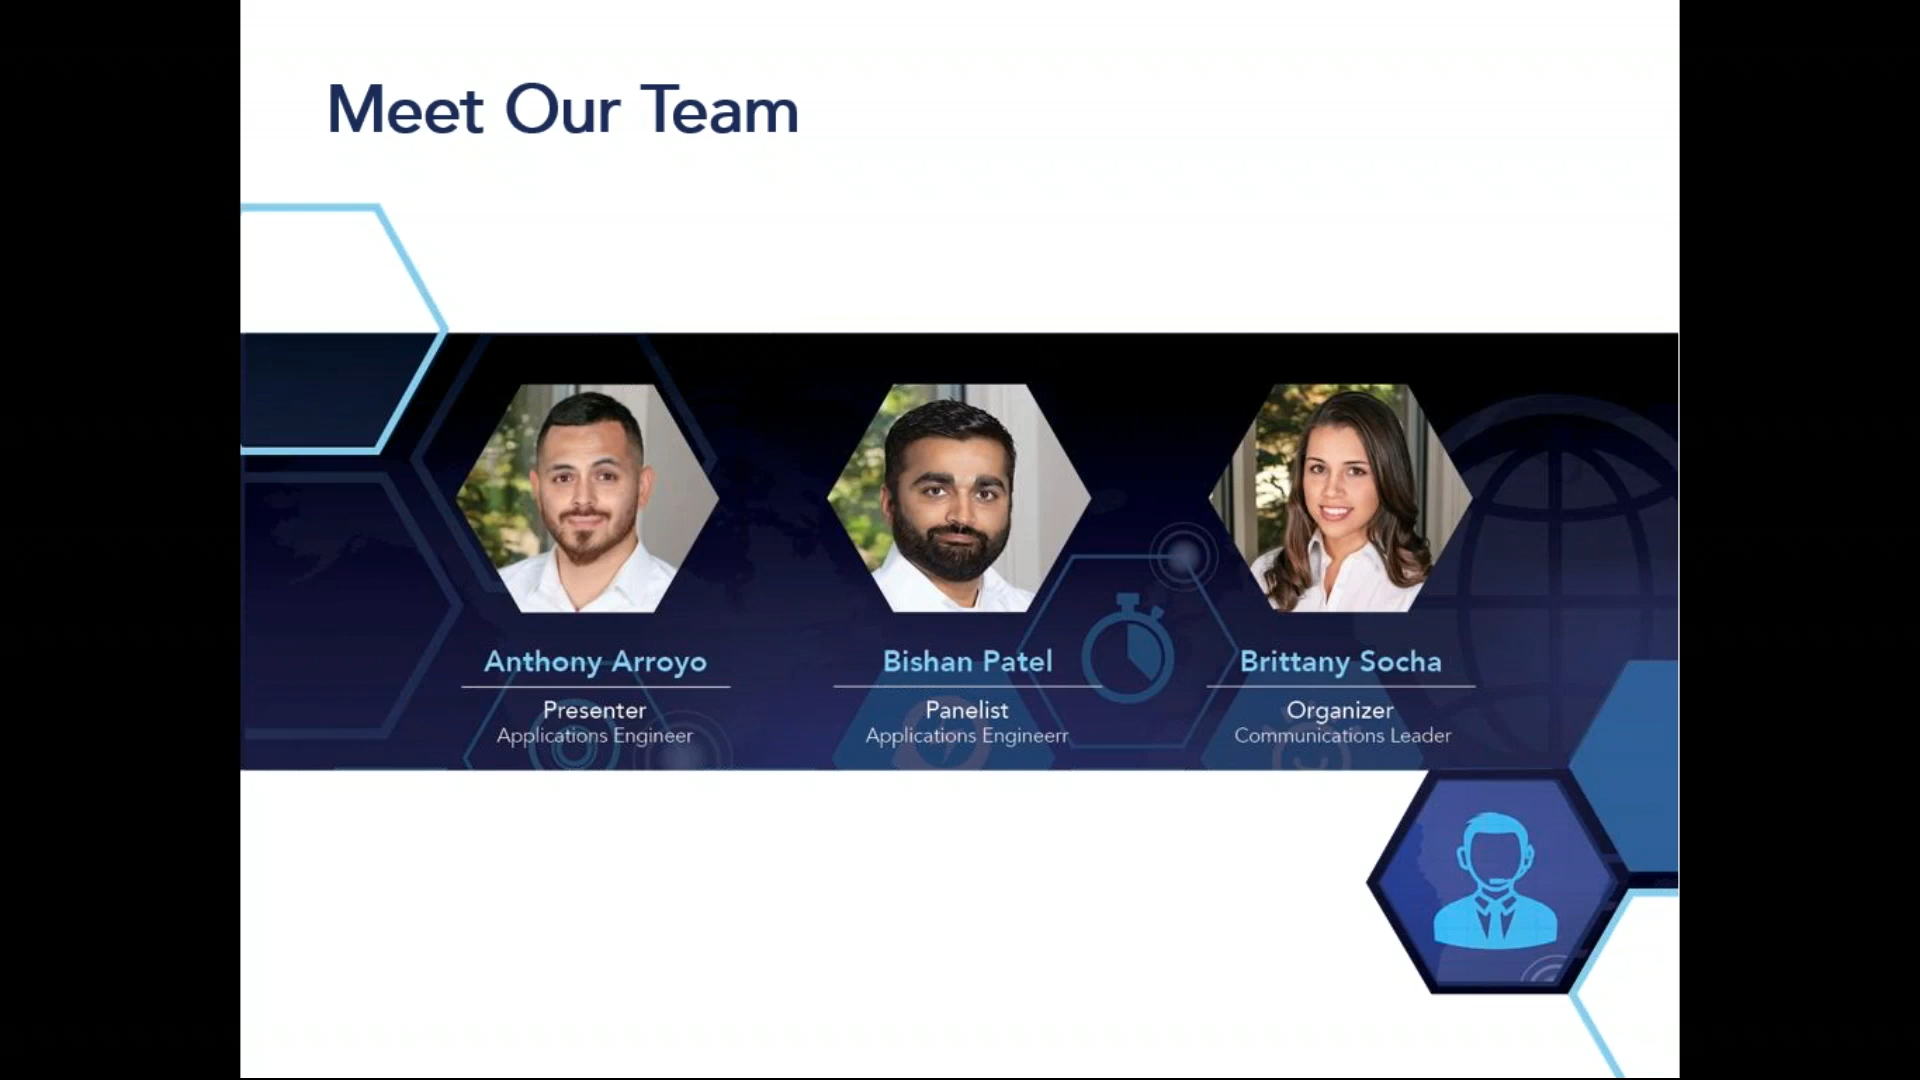 Meet Our Team
Anthony Arroyo
Presenter
Applications Engineer
Bishan Patel
Panelist
Applications Engineerr
Brittany Socha
Organizer
Communications Leader